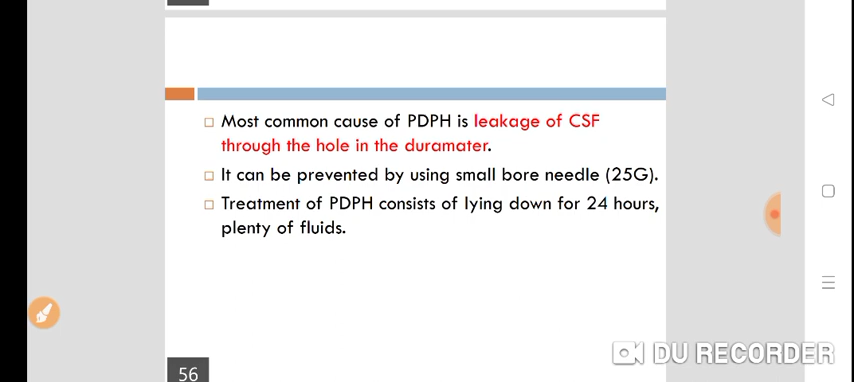 Most common cause of PDPH is leakage of CSF
through the hole in the duramater.
It can be prevented by using small bore needle (25G).
Treatment of PDPH consists of lying down for 24 hours,
plenty of fluids.
56
DU RECORDER